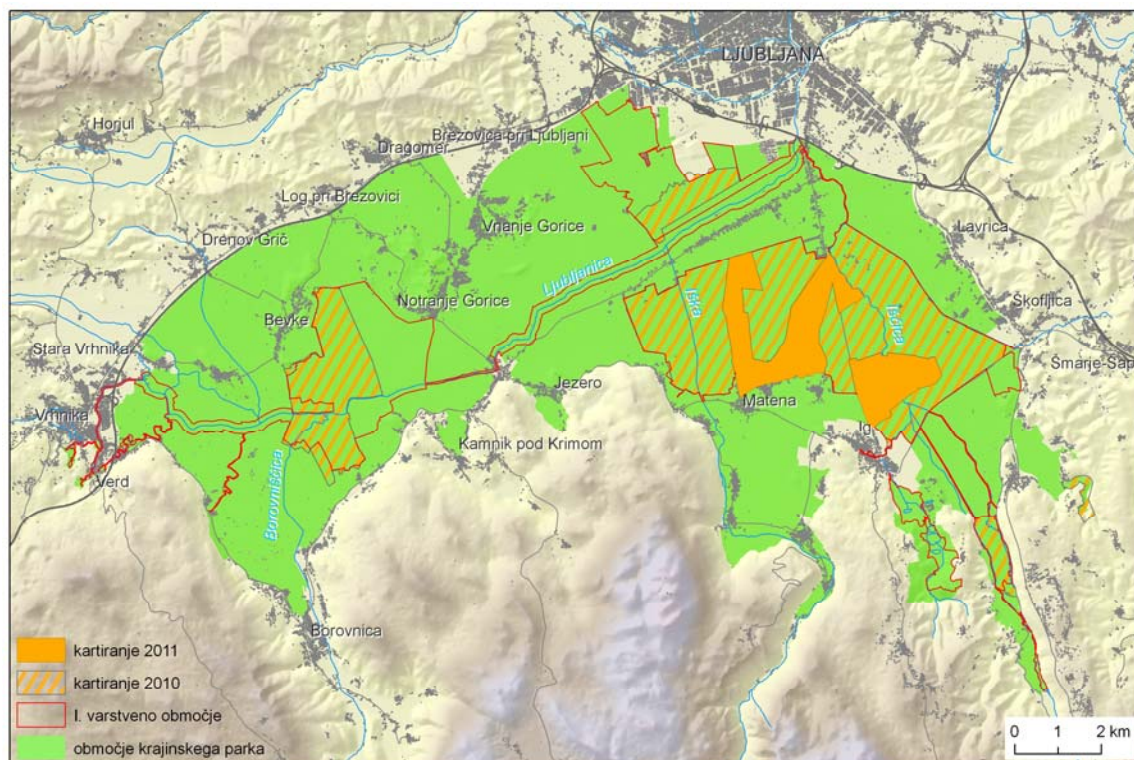 LJUBLJANA
Horjul
Brezovica pri Ljubljani
Dragomer
Log pri Brezovici
Drenov Grič
Vnanje Gorice
Lavrica
Ljubljanica
Notranje Gorice
Iška
Iščica
Škofljica
Bevke
Stara Vrhnika
Šmarje-Sap
Jezero
Matena
Vrhnika
Ig
Kamnik pod Krimom
Verd
Borovniščica
Borovnica
kartiranje 2011
kartiranje 2010
I. varstveno območje
območje krajinskega parka
0 1 2 km